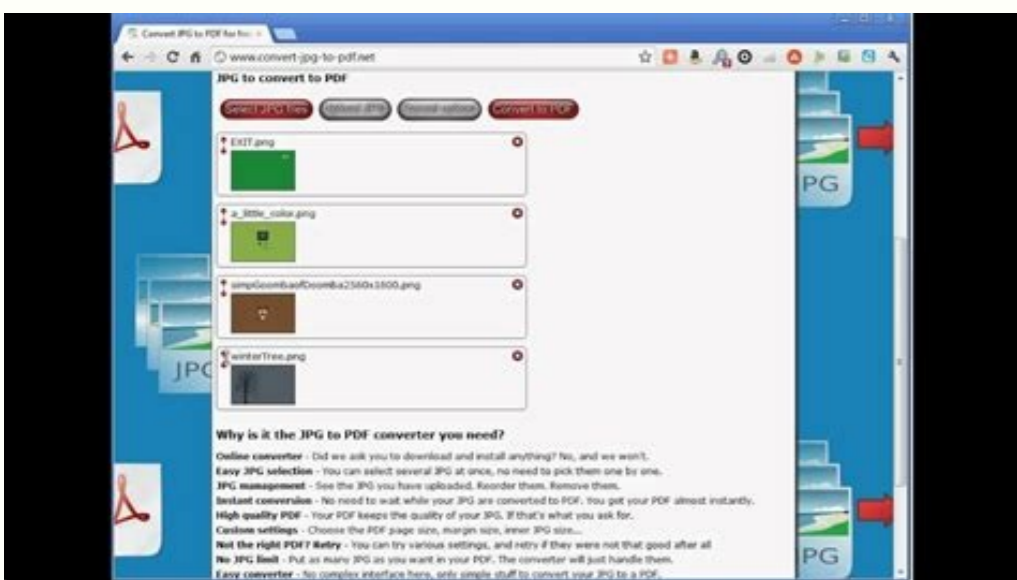 Convert JPG to PDF for
www.convert-jpg-to-pdf.net
JPG to convert to PDF
Select JPG files
Convert to PDF
EXIT.png
a_little_color.png
simpGoombaofDoomBa2560x1600.png
winterTree.png
JPG
PG
Why is it the JPG to PDF converter you need?
Online converter - Did we ask you to download and install anything? No, and we won't.
Easy JPG selection - You can select several JPG at once, no need to pick them one by one.
JPG management - See the JPG you have uploaded. Reorder them. Remove them.
Instant conversion - No need to wait while your JPG are converted to PDF. You get your PDF almost instantly.
High quality PDF - Your PDF keeps the quality of your JPG. If that's what you ask for.
Custom settings - Choose the PDF page size, margin size, inner JPG size...
Not the right PDF? Retry - You can try various settings, and retry if they were not that good after all
No JPG limit - Put as many JPG as you want in your PDF. The converter will just handle them.
Easy converter - No complex interface here, only simple stuff to convert your JPG to a PDF.
PG